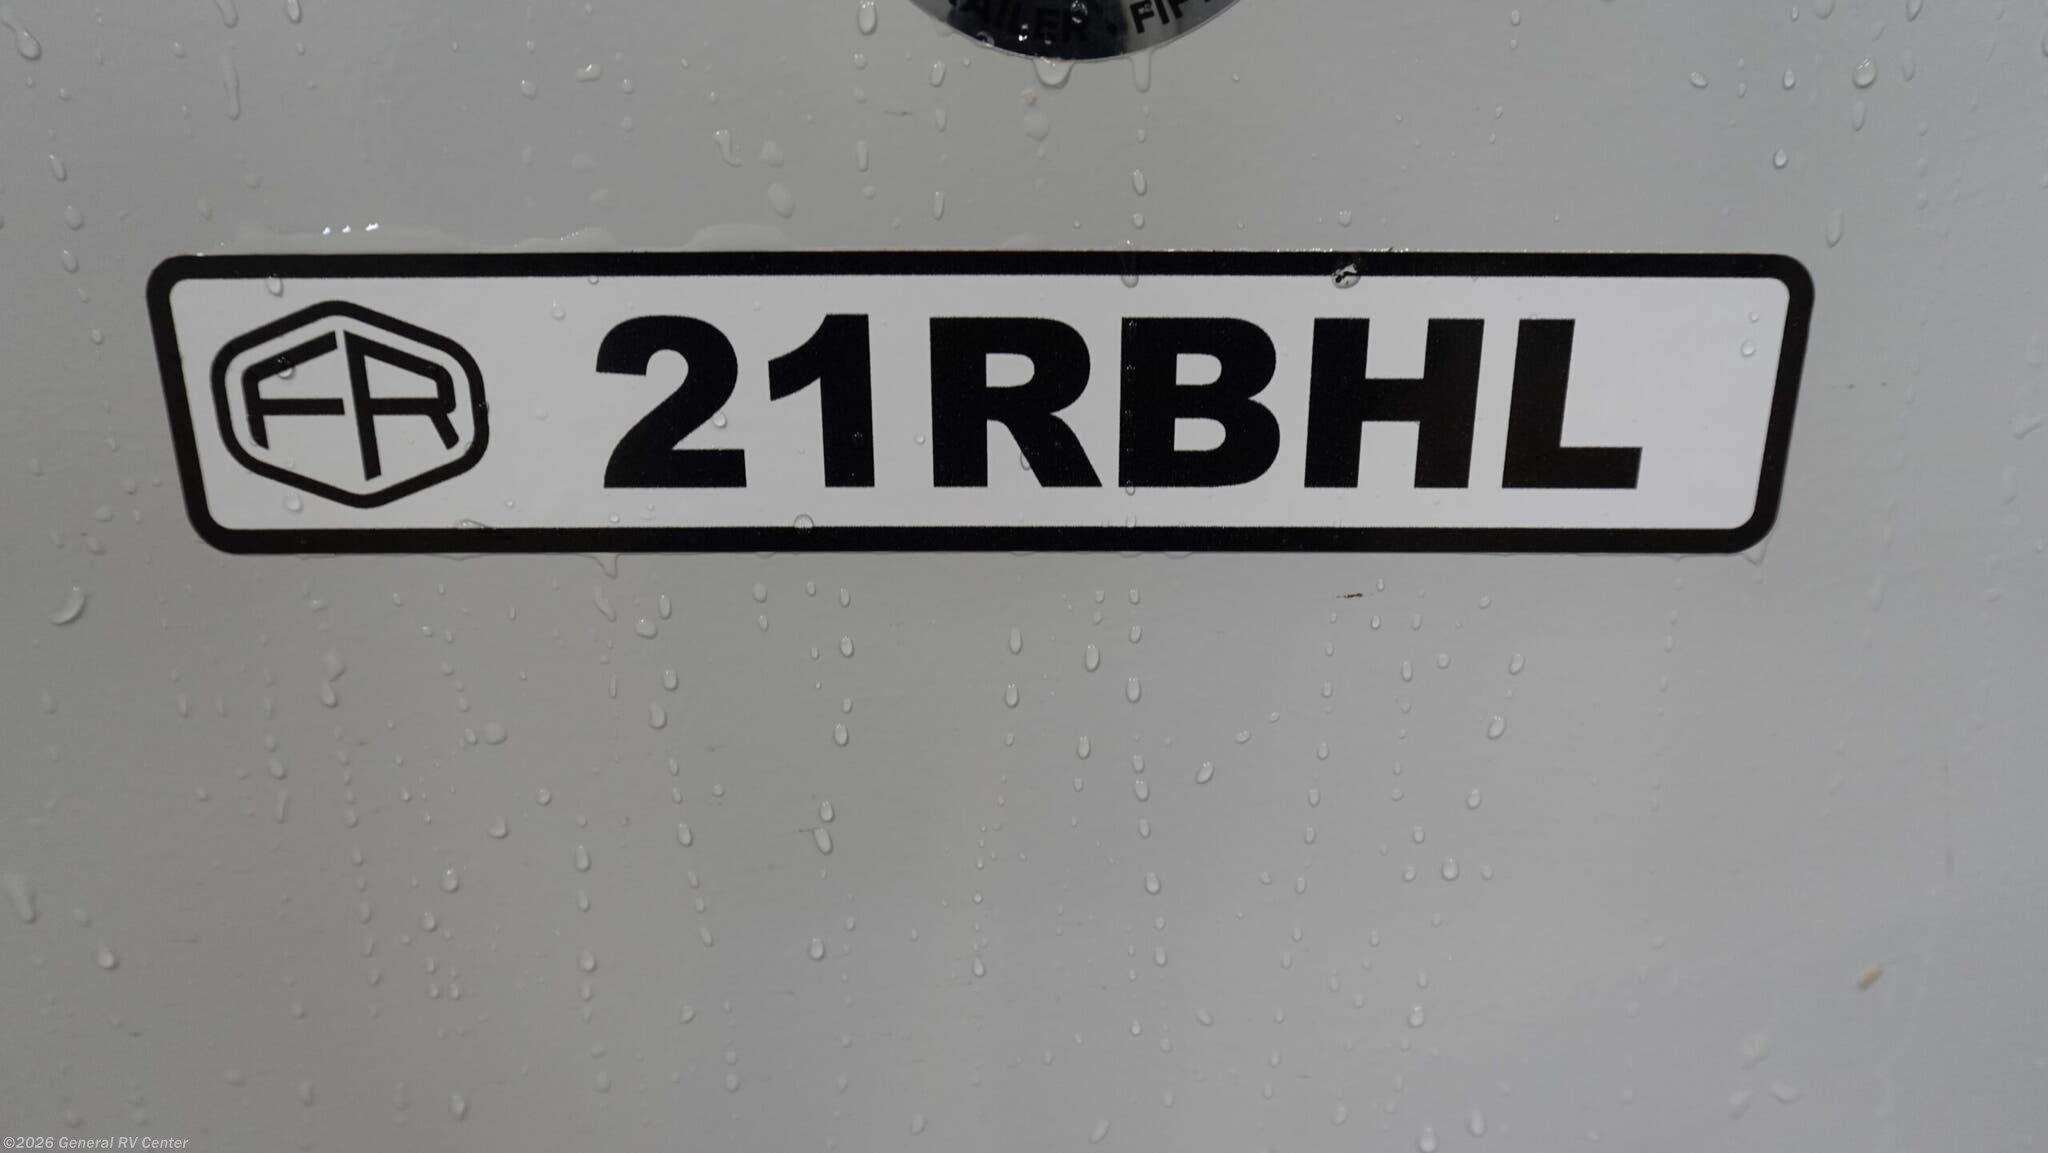 FR 21RBHL
©2026 General RV Center